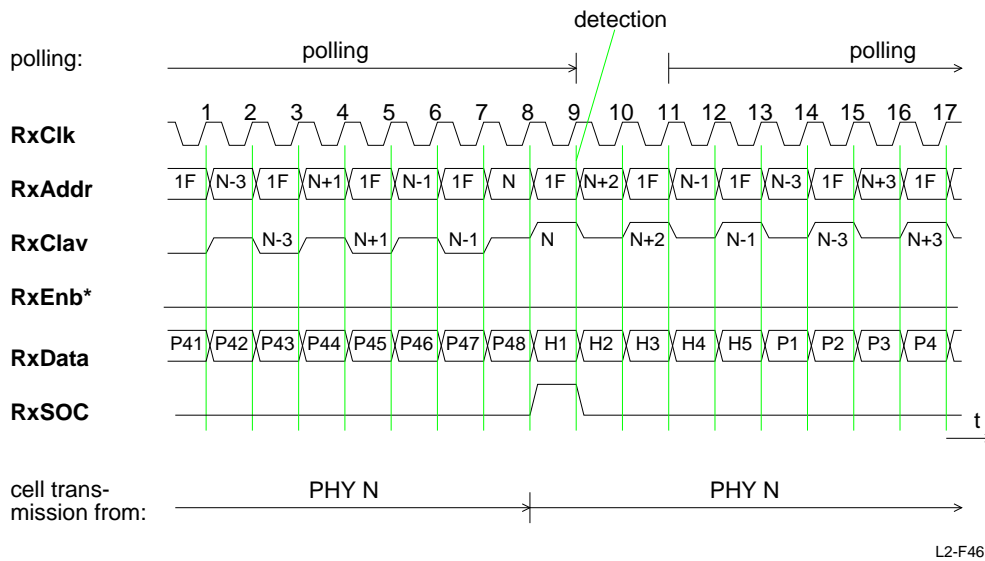 detection
polling: polling polling
1 2 3 4 5 6 7 8 9 10 11 12 13 14 15 16 17
RxClk
RxAddr 1F N-3 1F N+1 1F N-1 1F N 1F N+2 1F N-1 1F N-3 1F N+3 1F
RxClav N-3 N+1 N-1 N N+2 N-1 N-3 N+3
RxEnb*
RxData P41 P42 P43 P44 P45 P46 P47 P48 H1 H2 H3 H4 H5 P1 P2 P3 P4
RxSOC
t
cell trans- PHY N PHY N
mission from:
L2-F46